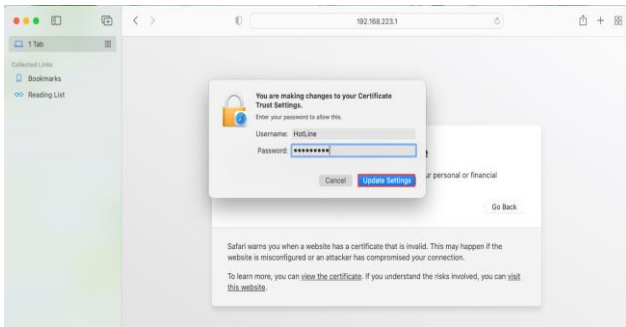 1 Tab
192.168.223.1
Collected Links
Bookmarks
Reading List
You are making changes to your Certificate
Trust Settings.
Enter your password to allow this.
Username: HotLine
Password: •••••••••
Cancel
Update Settings
ur personal or financial
Go Back
Safari warns you when a website has a certificate that is invalid. This may happen if the
website is misconfigured or an attacker has compromised your connection.
To learn more, you can view the certificate. If you understand the risks involved, you can visit
this website.